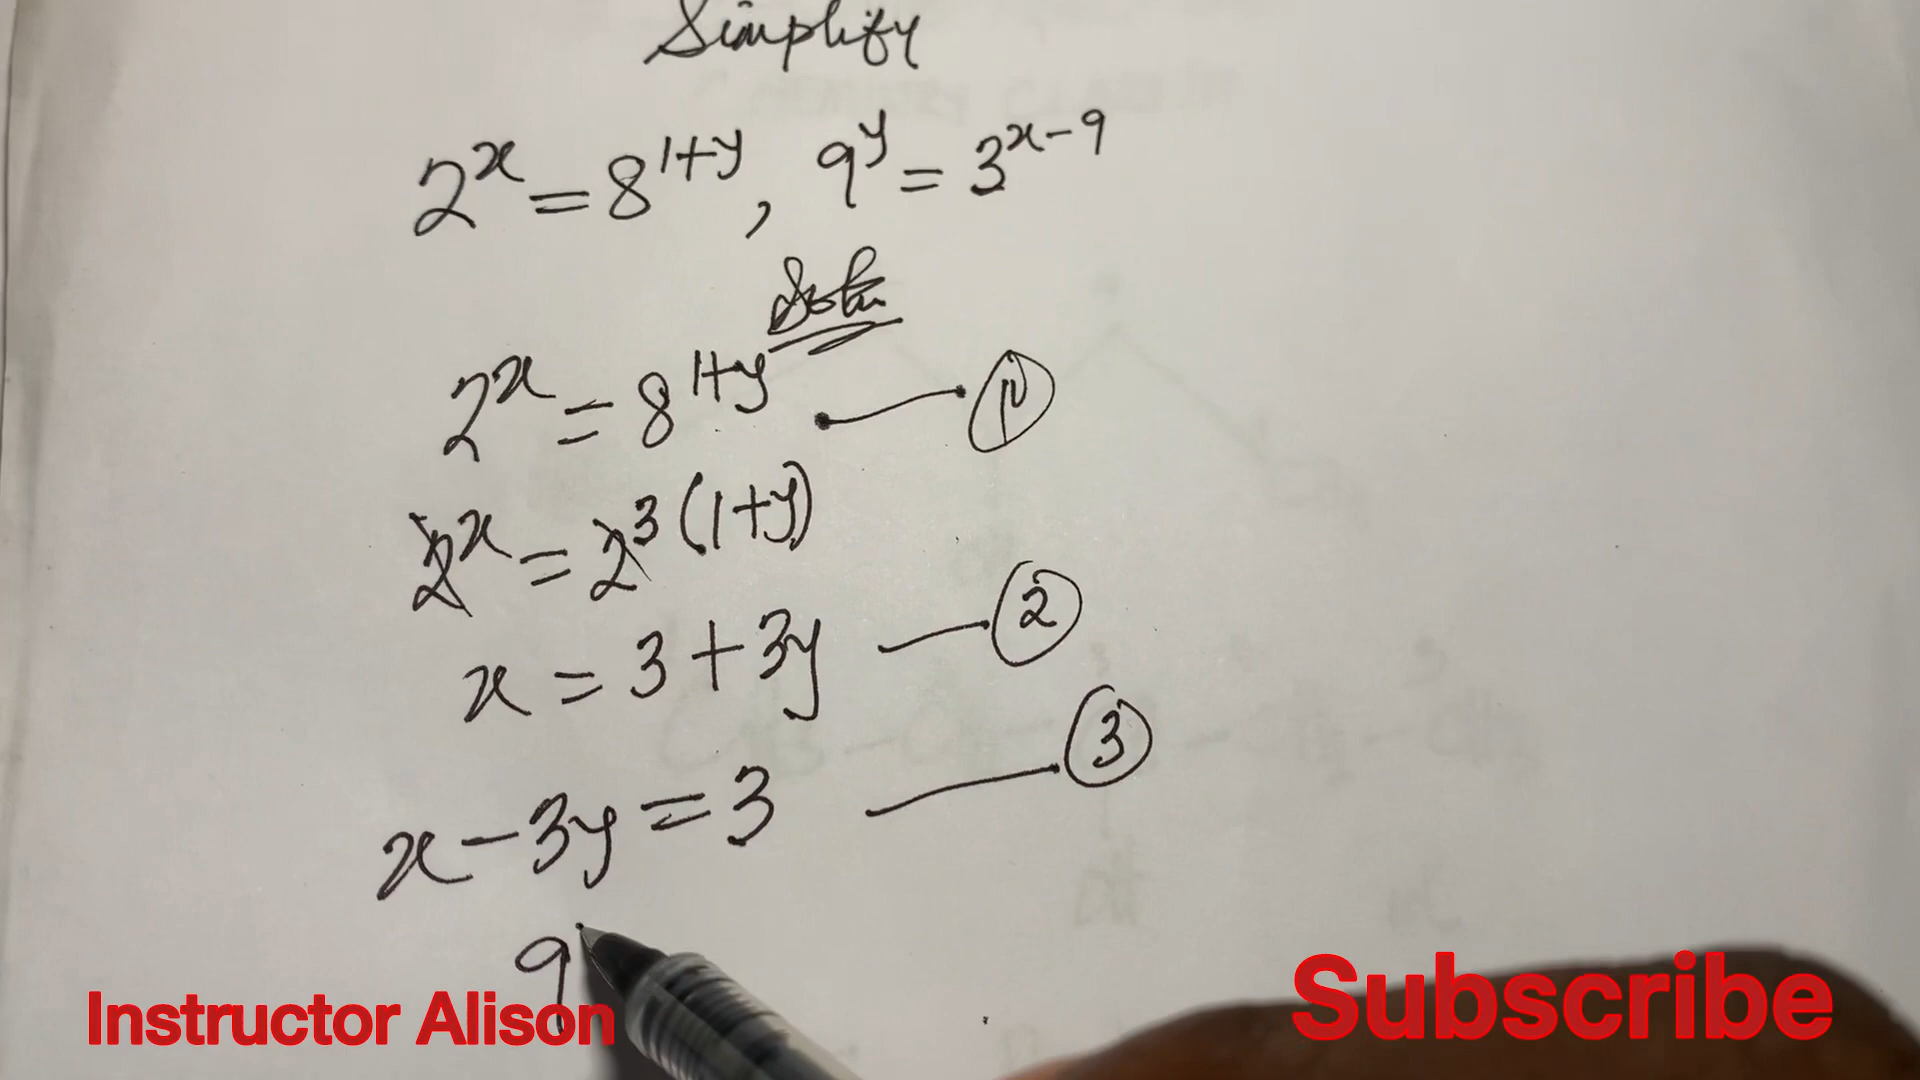 Simplify
2^x = 8^{1+y}, 9^y = 3^{x-9}
Soln
2^x = 8^{1+y} — 1
2^x = 2^{3(1+y)}
x = 3 + 3y — 2
x - 3y = 3 — 3
9
Instructor Alison
Subscribe